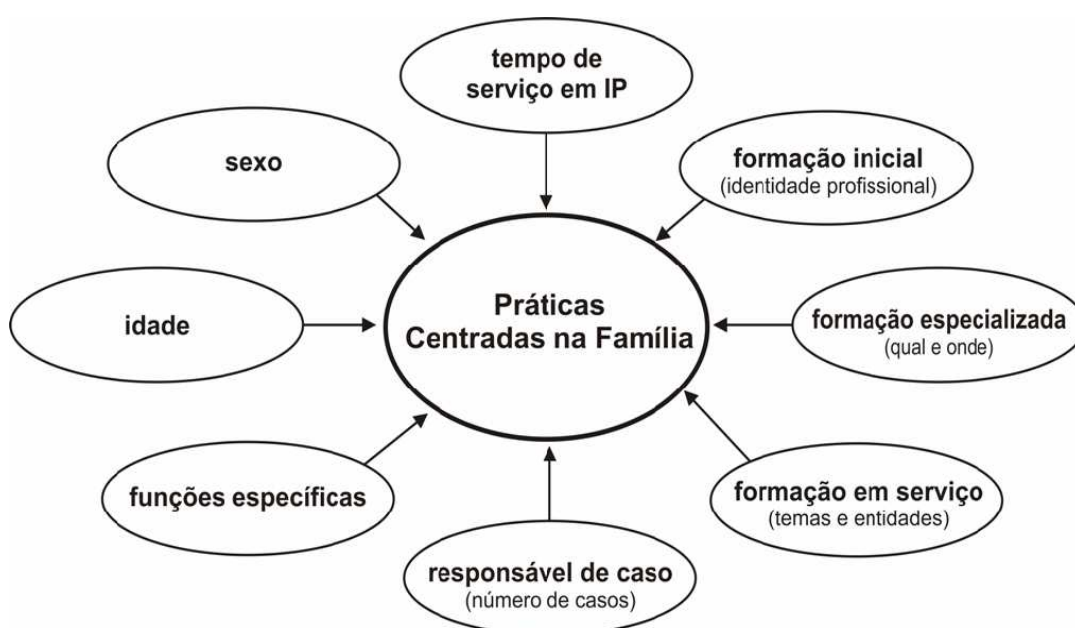 tempo de
serviço em IP
sexo
formação inicial
(identidade profissional)
idade
Práticas
Centradas na Família
formação especializada
(qual e onde)
funções específicas
formação em serviço
(temas e entidades)
responsável de caso
(número de casos)